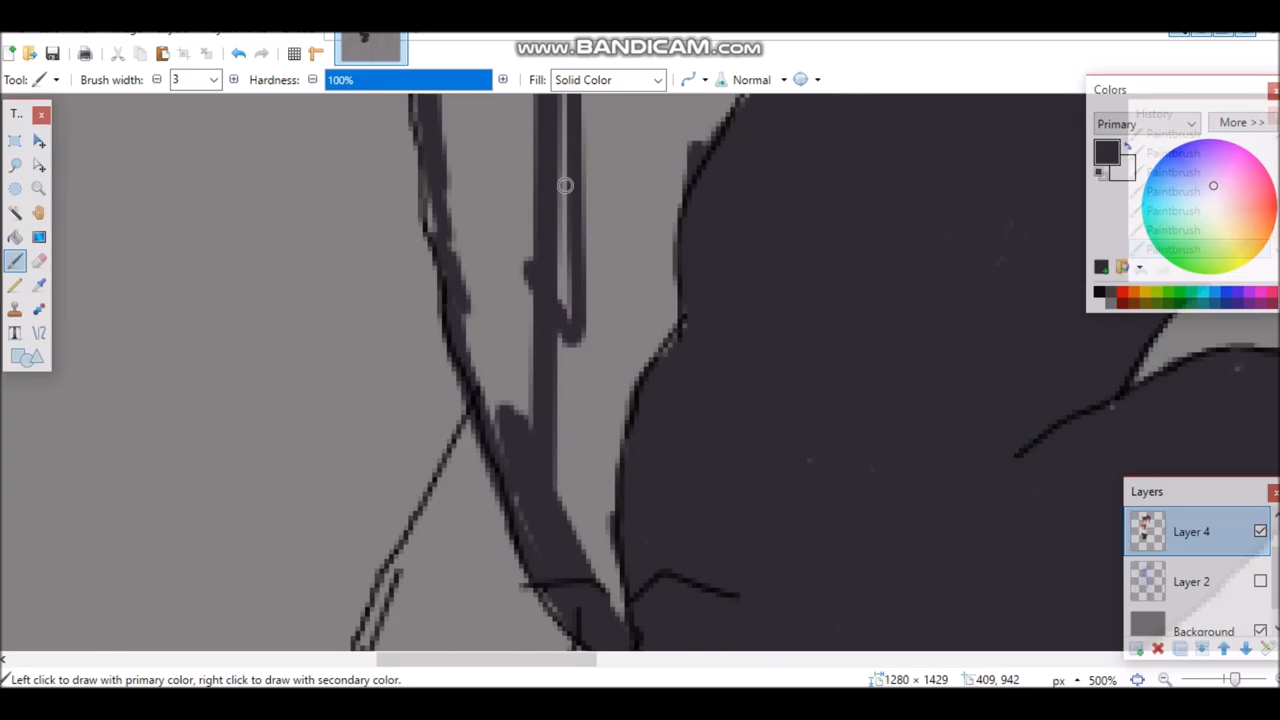 www.BANDICAM.com
Tool:
Brush width:
3
Hardness:
100%
Fill:
Solid Color
Normal
T..
Colors
Primary
More >>
History
Paintbrush
Paintbrush
Paintbrush
Paintbrush
Paintbrush
Paintbrush
Paintbrush
Layers
Layer 4
Layer 2
Background
Left click to draw with primary color, right click to draw with secondary color.
1280 × 1429
409, 942
px
500%